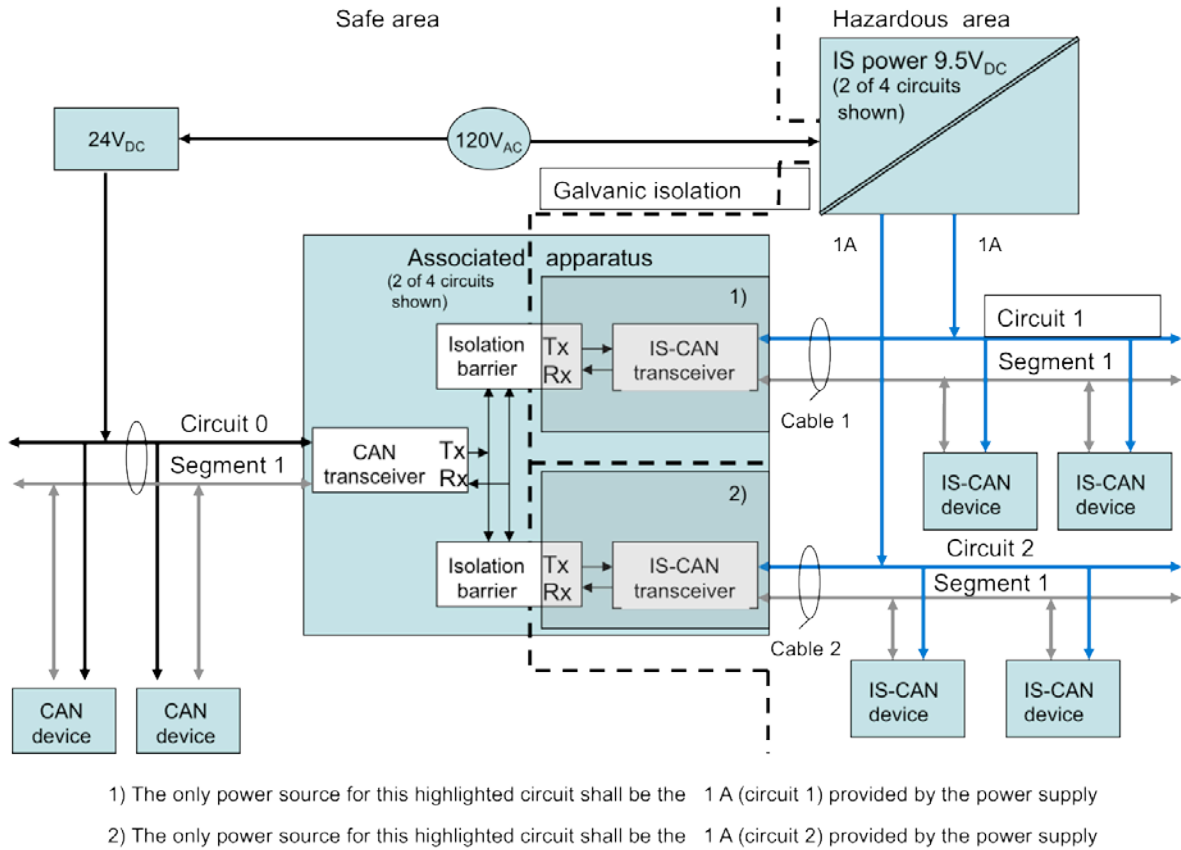 Safe area
Hazardous area
IS power 9.5VDC
(2 of 4 circuits
shown)
24VDC
120VAC
Galvanic isolation
1A
1A
Associated apparatus
(2 of 4 circuits
shown)
1)
Isolation
barrier
Tx
Rx
IS-CAN
transceiver
Circuit 1
Segment 1
Cable 1
Circuit 0
Segment 1
CAN
transceiver
Tx
Rx
IS-CAN
device
IS-CAN
device
2)
Isolation
barrier
Tx
Rx
IS-CAN
transceiver
Circuit 2
Segment 1
Cable 2
IS-CAN
device
IS-CAN
device
CAN
device
CAN
device
1) The only power source for this highlighted circuit shall be the 1 A (circuit 1) provided by the power supply
2) The only power source for this highlighted circuit shall be the 1 A (circuit 2) provided by the power supply